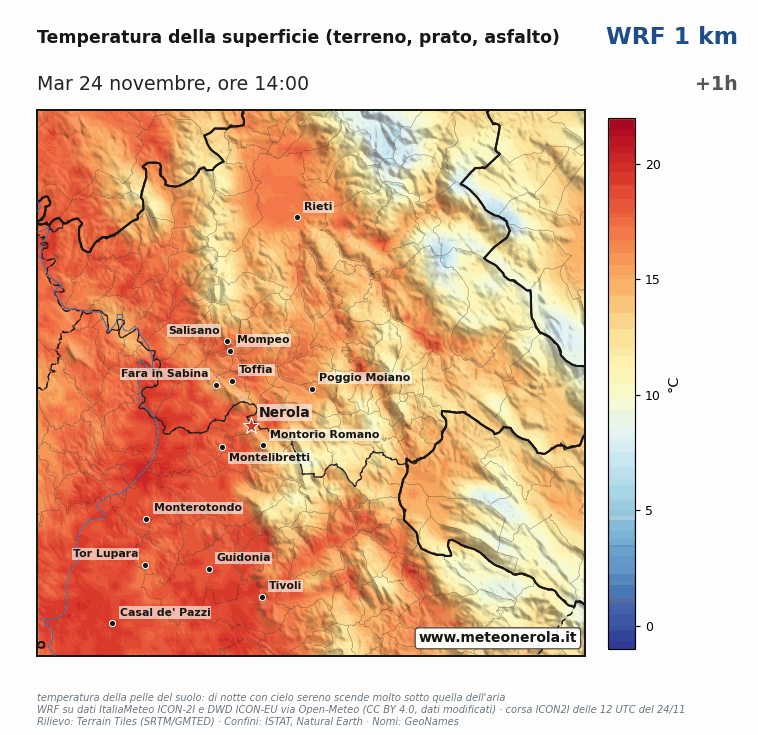 Temperatura della superficie (terreno, prato, asfalto)
WRF 1 km
Mar 24 novembre, ore 14:00
+1h
Rieti
Salisano
Mompeo
Toffia
Fara in Sabina
Poggio Moiano
Nerola
Montorio Romano
Montelibretti
Monterotondo
Tor Lupara
Guidonia
Tivoli
Casal de' Pazzi
www.meteonerola.it
20
15
10
5
0
°C
temperatura della pelle del suolo: di notte con cielo sereno scende molto sotto quella dell'aria
WRF su dati ItaliaMeteo ICON-2I e DWD ICON-EU via Open-Meteo (CC BY 4.0, dati modificati) · corsa ICON2I delle 12 UTC del 24/11
Rilievo: Terrain Tiles (SRTM/GMTED) · Confini: ISTAT, Natural Earth · Nomi: GeoNames